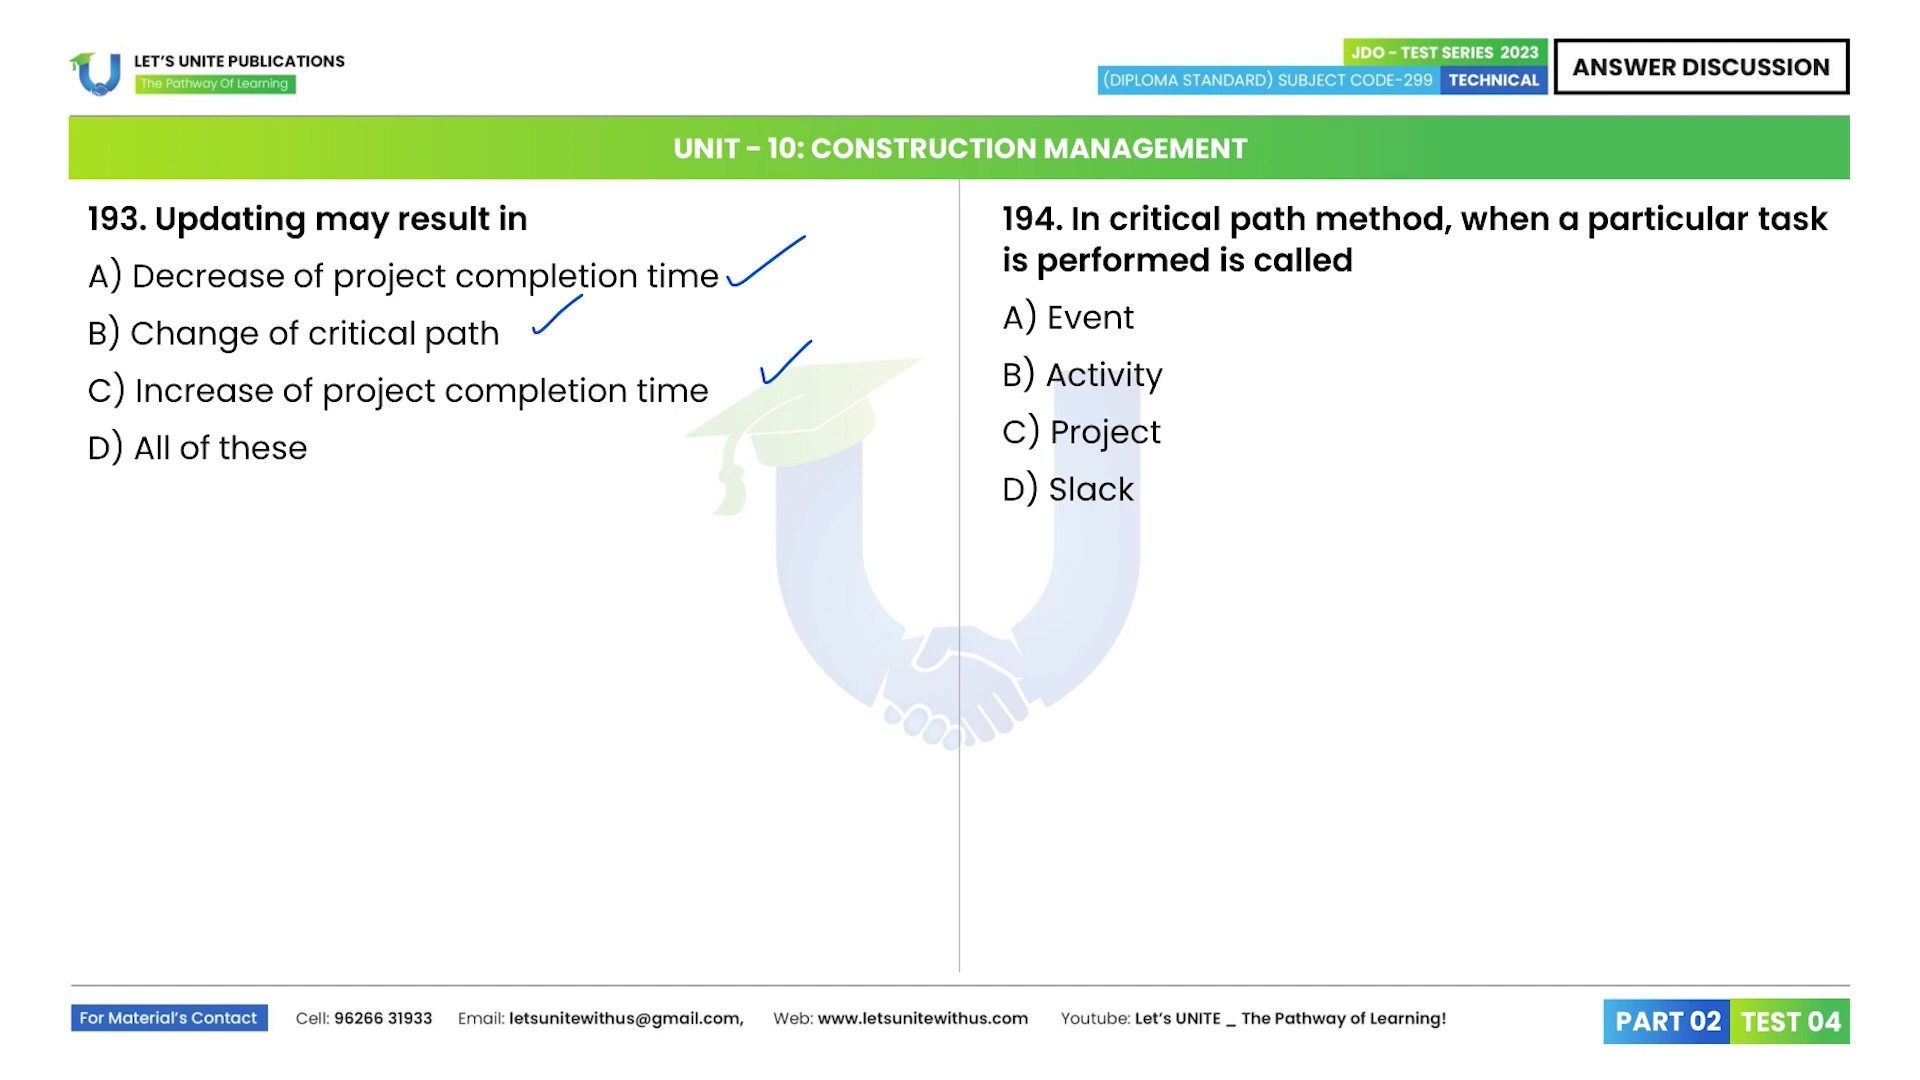 LET'S UNITE PUBLICATIONS
The Pathway Of Learning
JDO - TEST SERIES 2023
(DIPLOMA STANDARD) SUBJECT CODE-299 TECHNICAL
ANSWER DISCUSSION
UNIT - 10: CONSTRUCTION MANAGEMENT
193. Updating may result in
A) Decrease of project completion time
B) Change of critical path
C) Increase of project completion time
D) All of these
194. In critical path method, when a particular task
is performed is called
A) Event
B) Activity
C) Project
D) Slack
For Material's Contact Cell: 96266 31933 Email: letsunitewithus@gmail.com, Web: www.letsunitewithus.com Youtube: Let's UNITE _ The Pathway of Learning!
PART 02 TEST 04